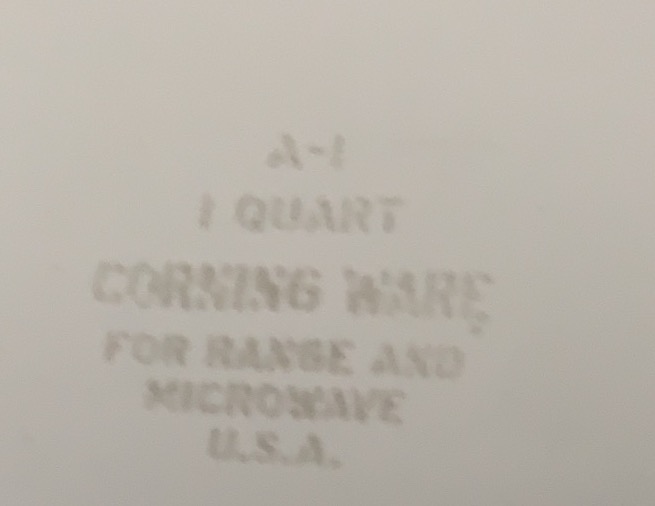 A-1
1 QUART
CORNING WARE
FOR RANGE AND
MICROWAVE
U.S.A.